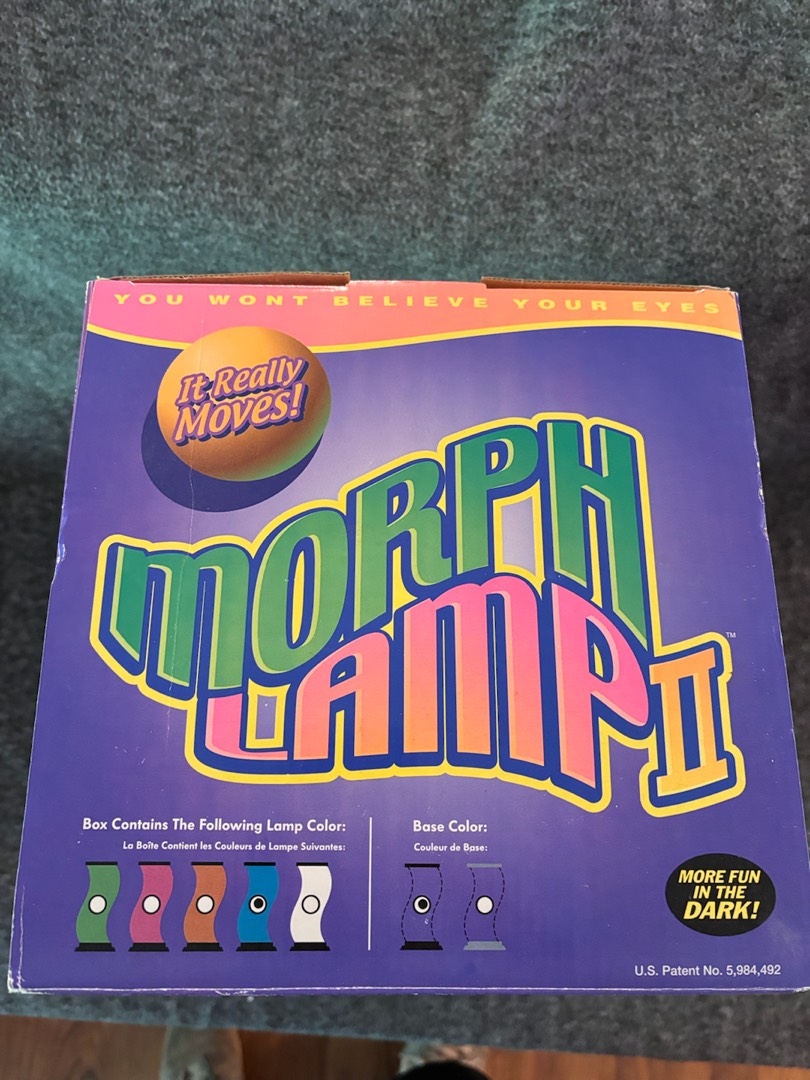 YOU WONT BELIEVE YOUR EYES
It Really
Moves!
MORPH
LAMP II
TM
Box Contains The Following Lamp Color:
La Boîte Contient les Couleurs de Lampe Suivantes:
Base Color:
Couleur de Base:
MORE FUN
IN THE
DARK!
U.S. Patent No. 5,984,492